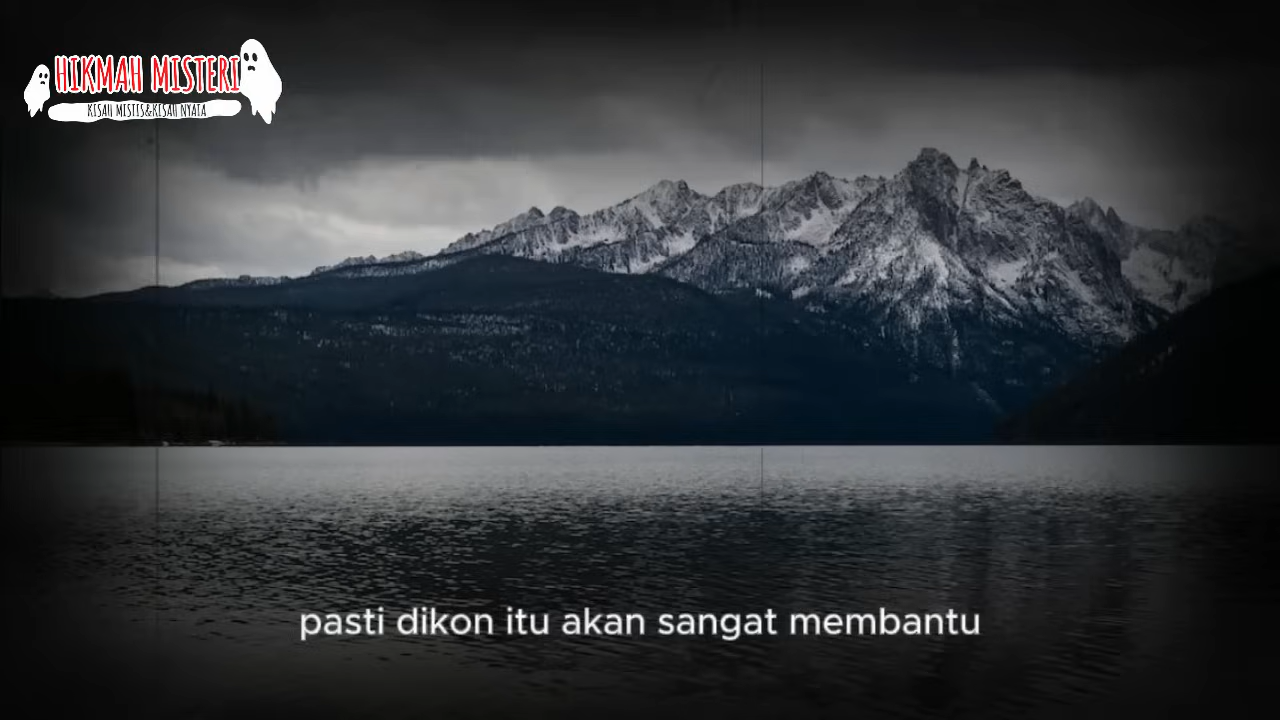 HIKMAH MISTERI
KISAH MISTIS&KISAH NYATA
pasti dikon itu akan sangat membantu